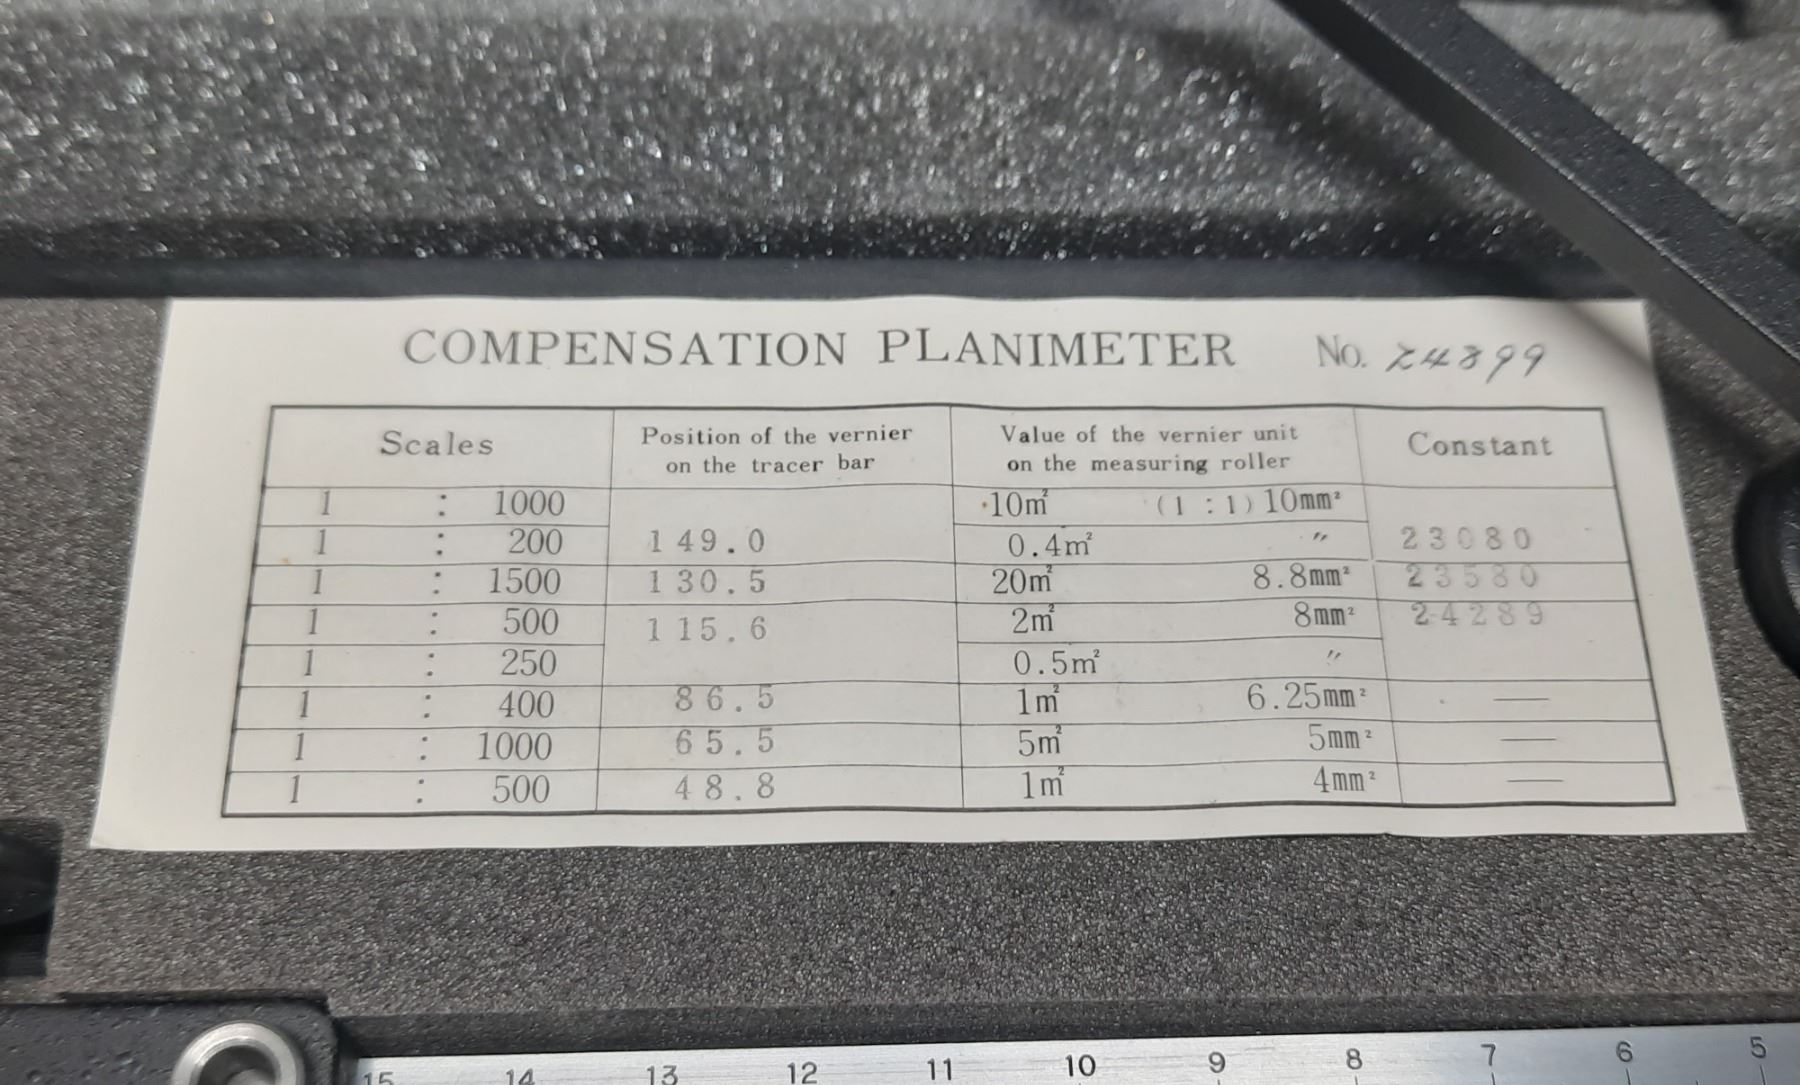 COMPENSATION PLANIMETER No. 24899
Scales Position of the vernier on the tracer bar Value of the vernier unit on the measuring roller Constant
1 : 1000 10㎡ (1 : 1) 10mm²
1 : 200 149.0 0.4㎡ 〃 23080
1 : 1500 130.5 20㎡ 8.8mm² 23580
1 : 500 115.6 2㎡ 8mm² 24289
1 : 250 0.5㎡ 〃
1 : 400 86.5 1㎡ 6.25mm² —
1 : 1000 65.5 5㎡ 5mm² —
1 : 500 48.8 1㎡ 4mm² —
15 14 13 12 11 10 9 8 7 6 5